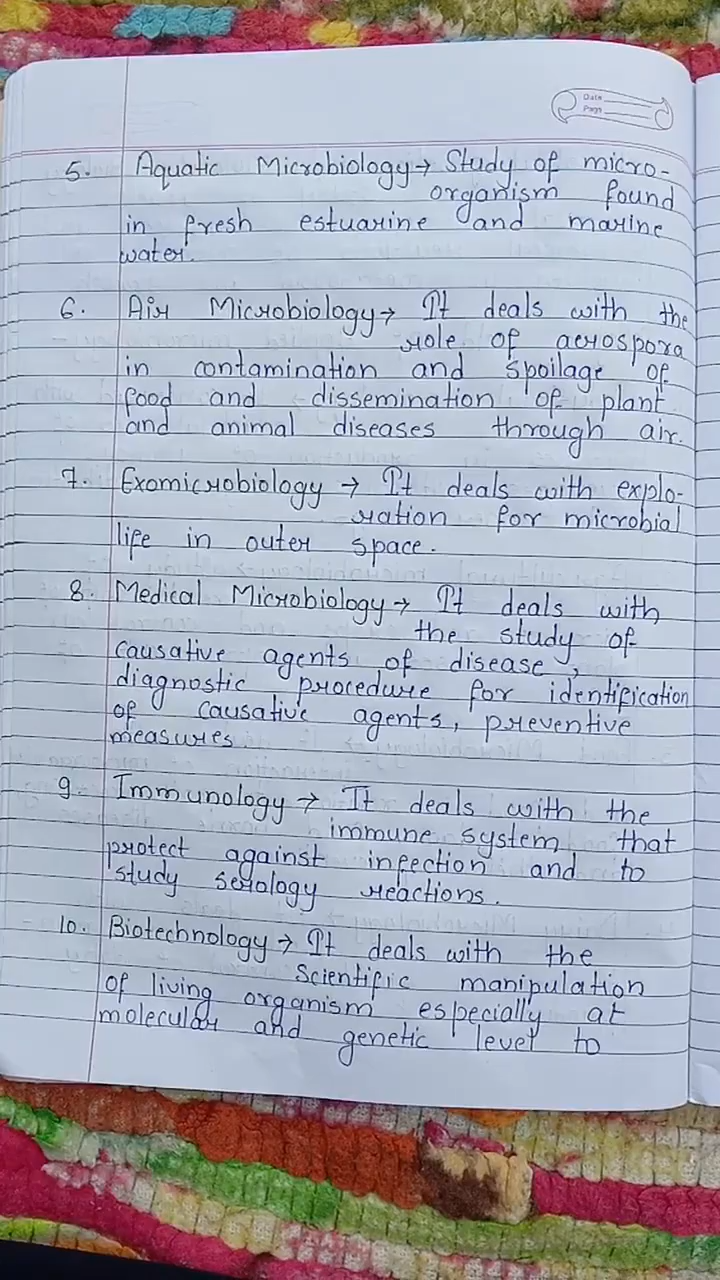 Date
Page
5. Aquatic Microbiology → Study of micro-
organism found
in fresh estuarine and marine
water.
6. Air Microbiology → It deals with the
role of aerospora
in contamination and spoilage of
food and dissemination of plant
and animal diseases through air.
7. Exomicrobiology → It deals with explo-
ration for microbial
life in outer space.
8. Medical Microbiology → It deals with
the study of
causative agents of disease,
diagnostic procedure for identification
of causative agents, preventive
measures.
9. Immunology → It deals with the
immune system that
protect against infection and to
study serology reactions.
10. Biotechnology → It deals with the
Scientific manipulation
of living organism especially at
molecular and genetic level to